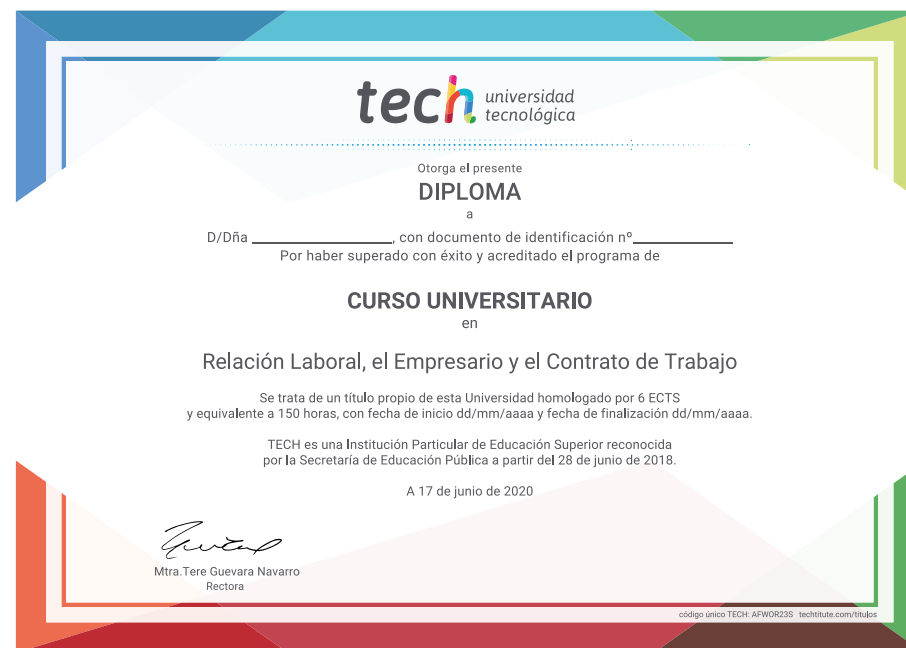 tech universidad
tecnológica
Otorga el presente
DIPLOMA
a
D/Dña ____________________, con documento de identificación nº______________
Por haber superado con éxito y acreditado el programa de
CURSO UNIVERSITARIO
en
Relación Laboral, el Empresario y el Contrato de Trabajo
Se trata de un título propio de esta Universidad homologado por 6 ECTS
y equivalente a 150 horas, con fecha de inicio dd/mm/aaaa y fecha de finalización dd/mm/aaaa.
TECH es una Institución Particular de Educación Superior reconocida
por la Secretaría de Educación Pública a partir del 28 de junio de 2018.
A 17 de junio de 2020
Mtra.Tere Guevara Navarro
Rectora
código único TECH: AFWOR23S techtitute.com/titulos